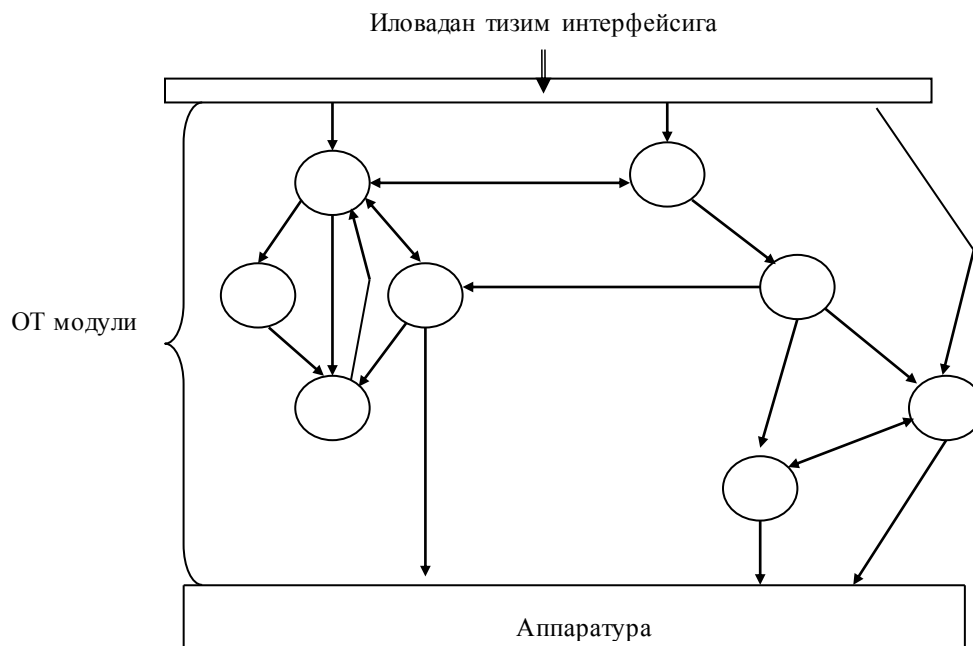 Иловадан тизим интерфейсига
ОТ модули
Аппаратура